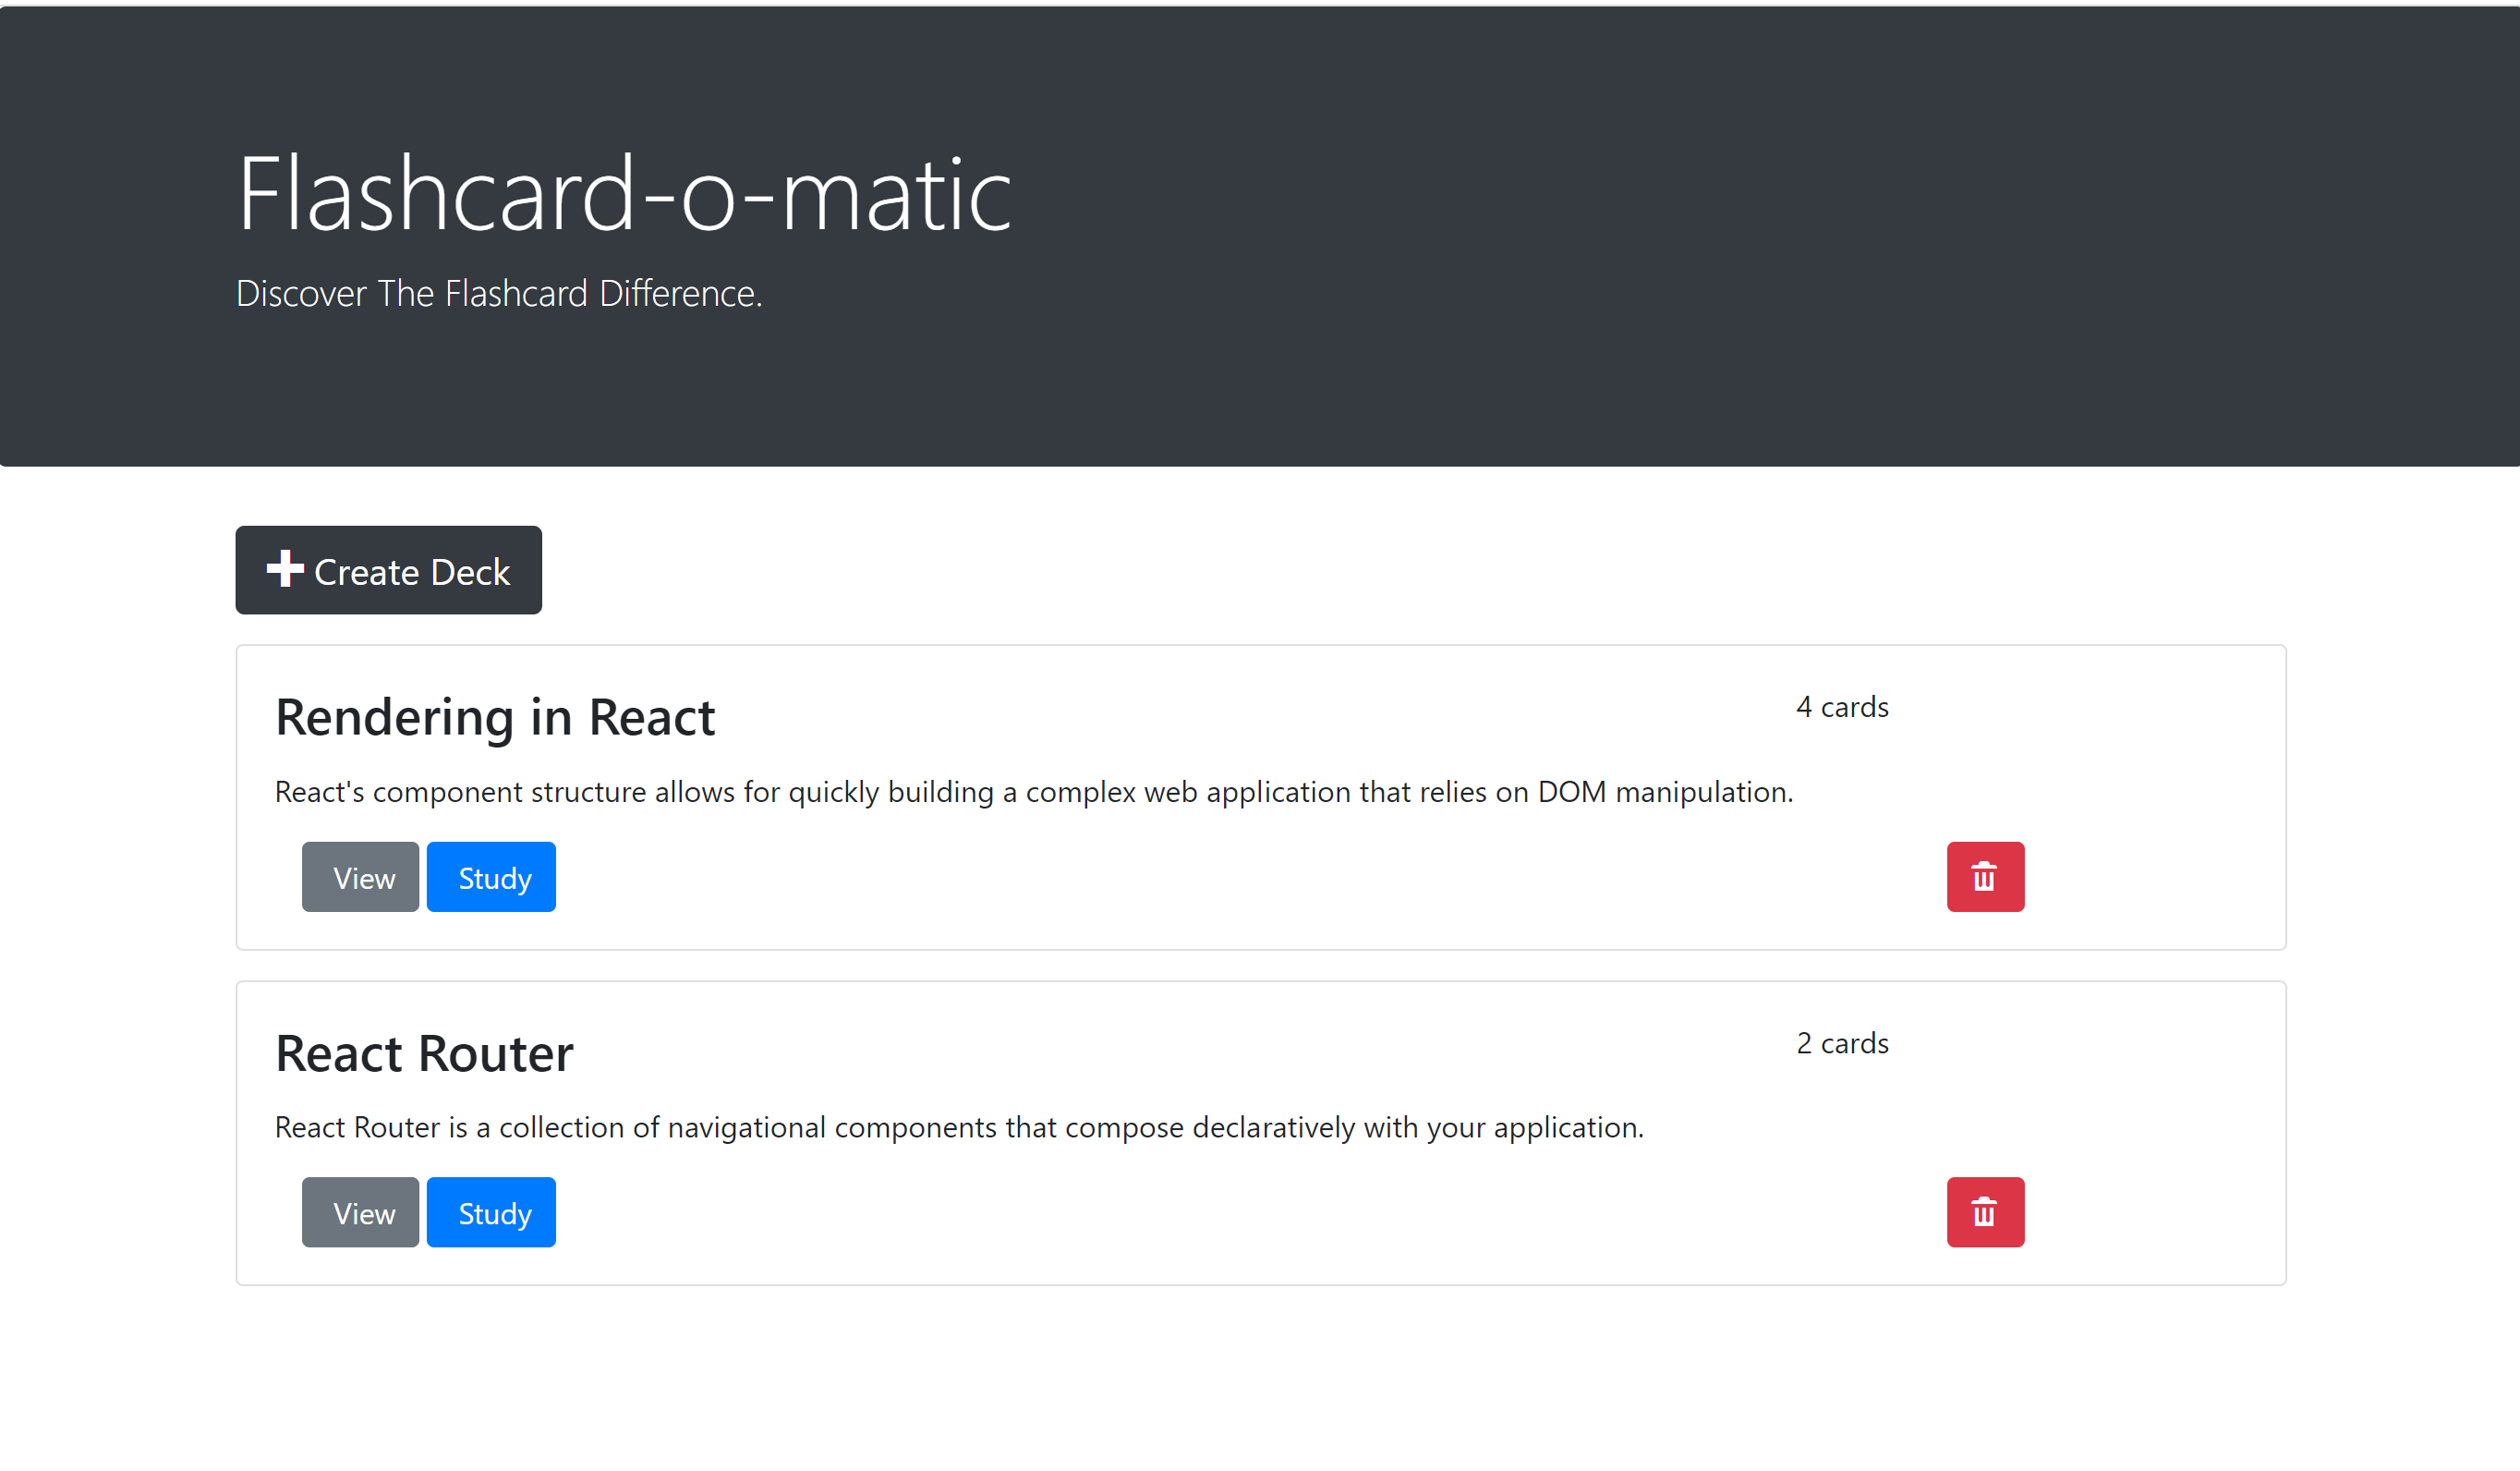 Flashcard-o-matic
Discover The Flashcard Difference.
Create Deck
Rendering in React
4 cards
React's component structure allows for quickly building a complex web application that relies on DOM manipulation.
View Study
React Router
2 cards
React Router is a collection of navigational components that compose declaratively with your application.
View Study